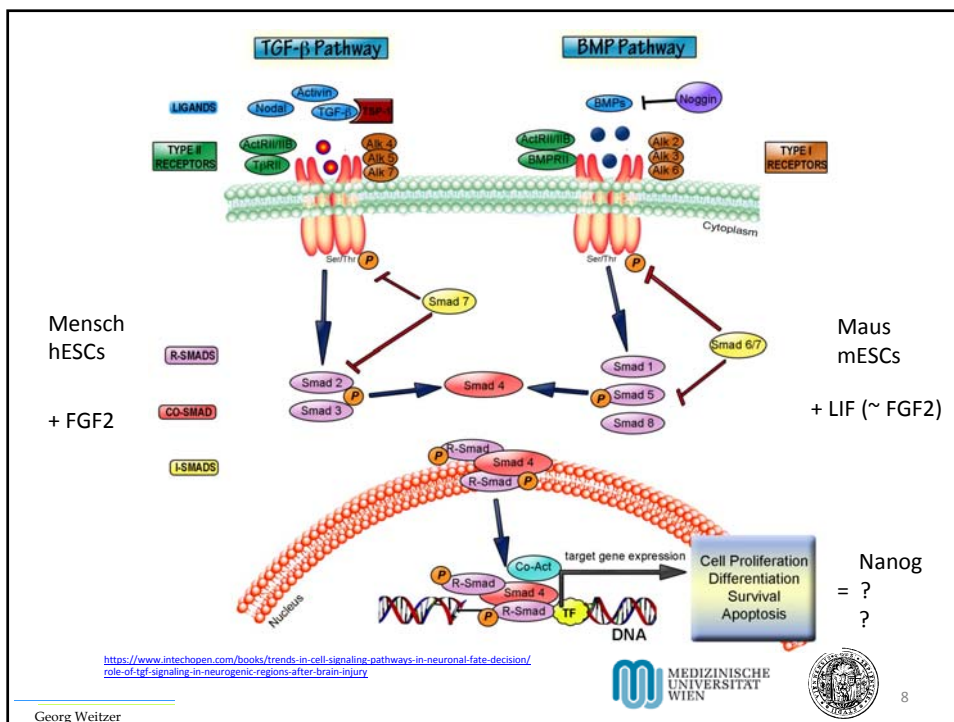 TGF-β Pathway
BMP Pathway
LIGANDS
Activin
Nodal
TGF-β
TSP-1
BMPs
Noggin
TYPE II
RECEPTORS
ActRII/IIB
TβRII
Alk 4
Alk 5
Alk 7
ActRII/IIB
BMPRII
Alk 2
Alk 3
Alk 6
TYPE I
RECEPTORS
Cytoplasm
Ser/Thr
P
Ser/Thr
P
Smad 7
Smad 6/7
Mensch
hESCs
+ FGF2
Maus
mESCs
+ LIF (~ FGF2)
R-SMADS
CO-SMAD
I-SMADS
Smad 2
P
Smad 3
Smad 4
Smad 1
P
Smad 5
Smad 8
R-Smad
P
Smad 4
R-Smad
P
Nucleus
Co-Act
target gene expression
P
R-Smad
Smad 4
R-Smad
P
TF
DNA
Cell Proliferation
Differentiation
Survival
Apoptosis
Nanog
= ?
?
https://www.intechopen.com/books/trends-in-cell-signaling-pathways-in-neuronal-fate-decision/
role-of-tgf-signaling-in-neurogenic-regions-after-brain-injury
MEDIZINISCHE
UNIVERSITÄT
WIEN
8
Georg Weitzer